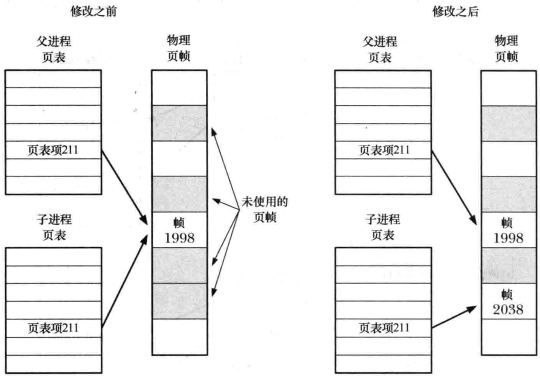 修改之前
父进程
页表
物理
页帧
页表项211
未使用的
页帧
子进程
页表
帧
1998
页表项211
修改之后
父进程
页表
物理
页帧
页表项211
子进程
页表
帧
1998
帧
2038
页表项211